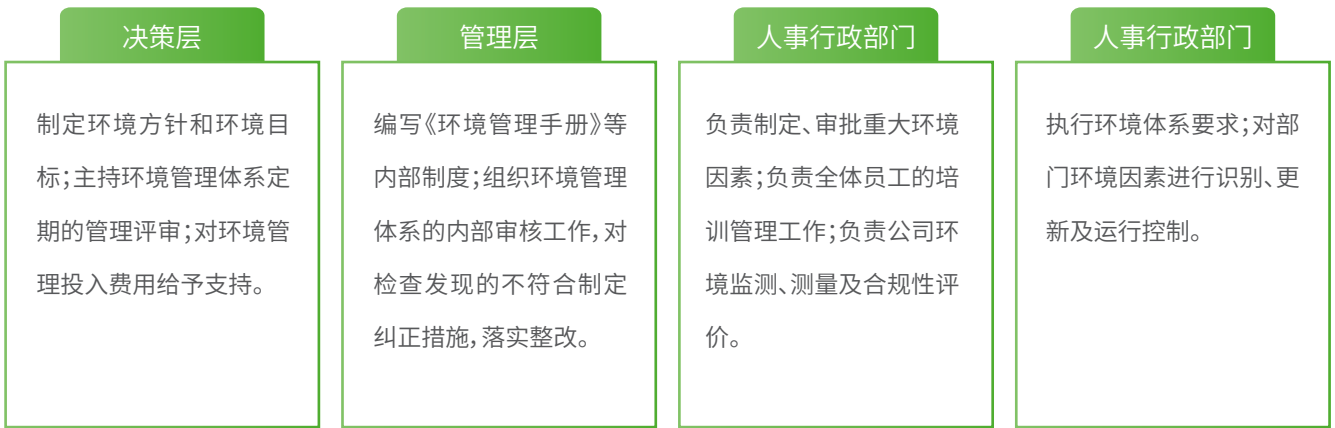 决策层
制定环境方针和环境目
标；主持环境管理体系定
期的管理评审；对环境管
理投入费用给予支持。
管理层
编写《环境管理手册》等
内部制度；组织环境管理
体系的内部审核工作，对
检查发现的不符合制定
纠正措施，落实整改。
人事行政部门
负责制定、审批重大环境
因素；负责全体员工的培
训管理工作；负责公司环
境监测、测量及合规性评
价。
人事行政部门
执行环境体系要求；对部
门环境因素进行识别、更
新及运行控制。